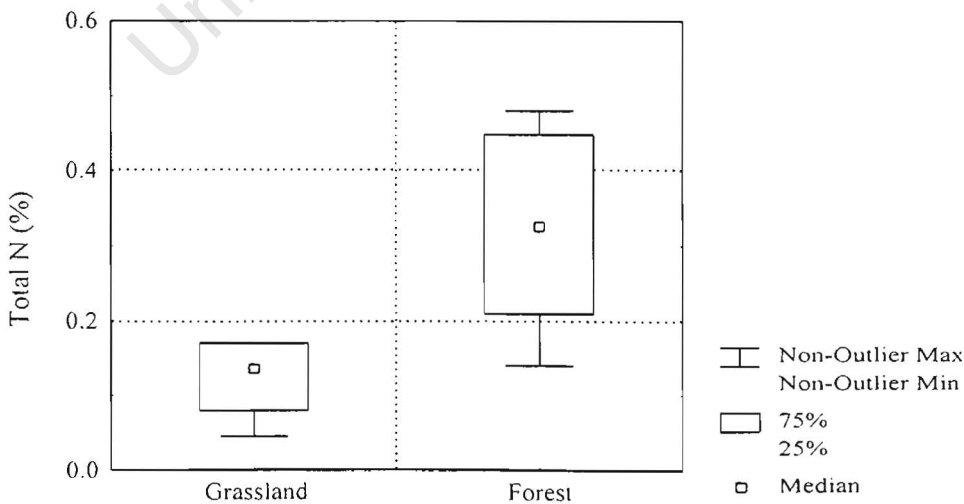 Uni
0.6
0.4
0.2
0.0
Total N (%)
Grassland
Forest
Non-Outlier Max
Non-Outlier Min
75%
25%
Median